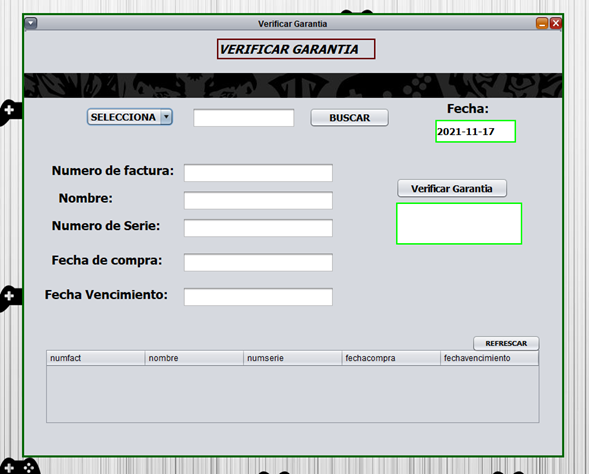 Verificar Garantia
VERIFICAR GARANTIA
Fecha:
SELECCIONA
BUSCAR
2021-11-17
Numero de factura:
Verificar Garantia
Nombre:
Numero de Serie:
Fecha de compra:
Fecha Vencimiento:
REFRESCAR
numfact nombre numserie fechacompra fechavencimiento